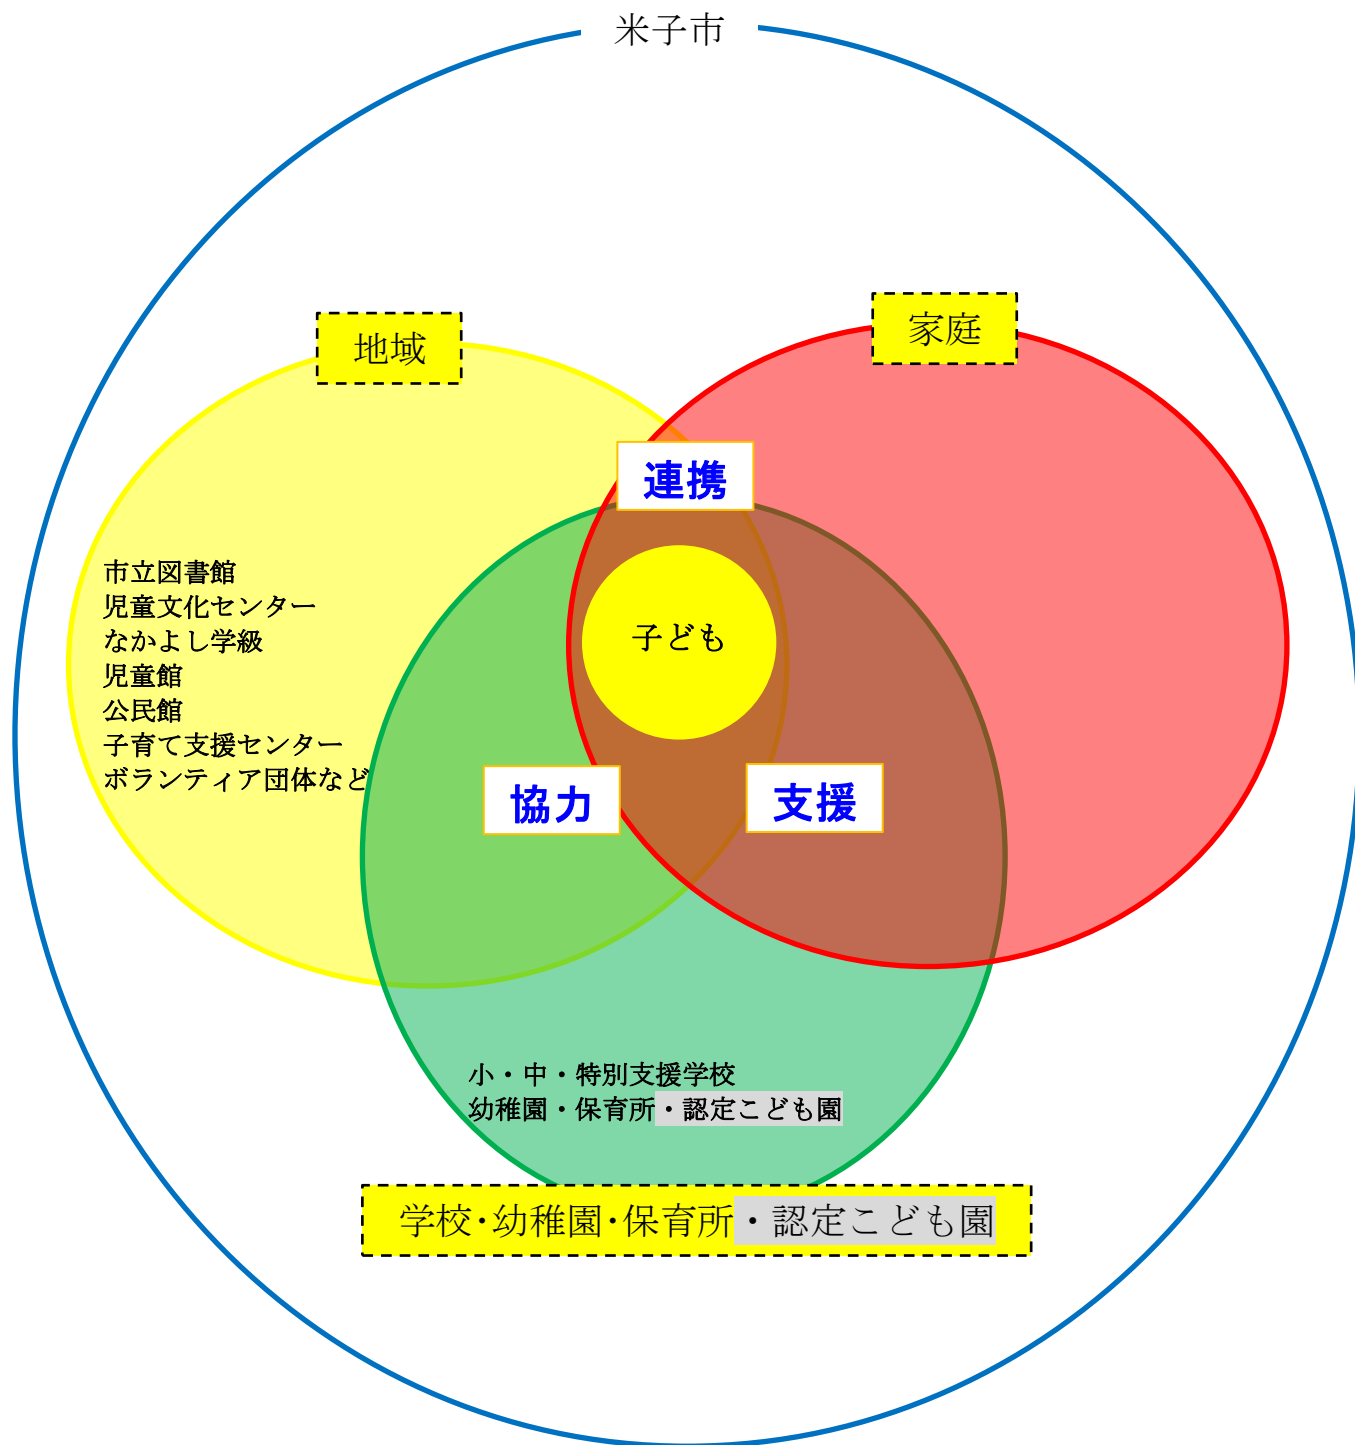 米子市
家庭
地域
連携
市立図書館
児童文化センター
なかよし学級
児童館
公民館
子育て支援センター
ボランティア団体など
子ども
協力
支援
小・中・特別支援学校
幼稚園・保育所・認定こども園
学校･幼稚園･保育所・認定こども園